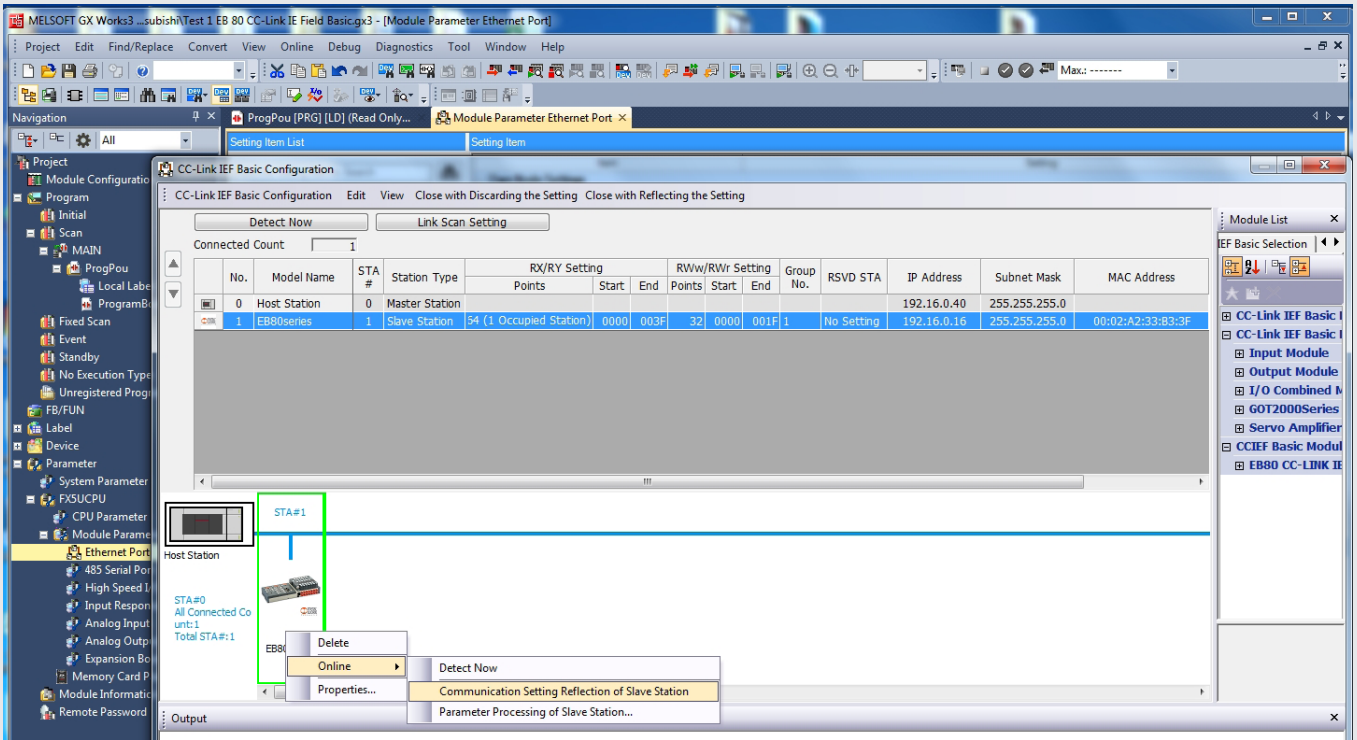 MELSOFT GX Works3 ...subishi\Test 1 EB 80 CC-Link IE Field Basic.gx3 - [Module Parameter Ethernet Port]
Project Edit Find/Replace Convert View Online Debug Diagnostics Tool Window Help
Max.: -------
Navigation
ProgPou [PRG] [LD] (Read Only...
Module Parameter Ethernet Port
All
Setting Item List
Setting Item
Project
Module Configuratio
Program
Initial
Scan
MAIN
ProgPou
Local Labe
ProgramBo
Fixed Scan
Event
Standby
No Execution Type
Unregistered Progr
FB/FUN
Label
Device
Parameter
System Parameter
FX5UCPU
CPU Parameter
Module Parame
Ethernet Port
485 Serial Por
High Speed I/
Input Respon
Analog Input
Analog Outp
Expansion Bo
Memory Card P
Module Informatio
Remote Password
CC-Link IEF Basic Configuration
CC-Link IEF Basic Configuration Edit View Close with Discarding the Setting Close with Reflecting the Setting
Detect Now
Link Scan Setting
Connected Count 1
No. Model Name STA # Station Type RX/RY Setting Points Start End RWw/RWr Setting Points Start End Group No. RSVD STA IP Address Subnet Mask MAC Address
0 Host Station 0 Master Station 192.16.0.40 255.255.255.0
1 EB80series 1 Slave Station 54 (1 Occupied Station) 0000 003F 32 0000 001F 1 No Setting 192.16.0.16 255.255.255.0 00:02:A2:33:B3:3F
STA#1
Host Station
STA#0
All Connected Co
unt:1
Total STA#:1
EB80
Delete
Online
Properties...
Detect Now
Communication Setting Reflection of Slave Station
Parameter Processing of Slave Station...
Output
Module List
IEF Basic Selection
CC-Link IEF Basic
CC-Link IEF Basic
Input Module
Output Module
I/O Combined M
GOT2000Series
Servo Amplifier
CCIEF Basic Modul
EB80 CC-LINK IE